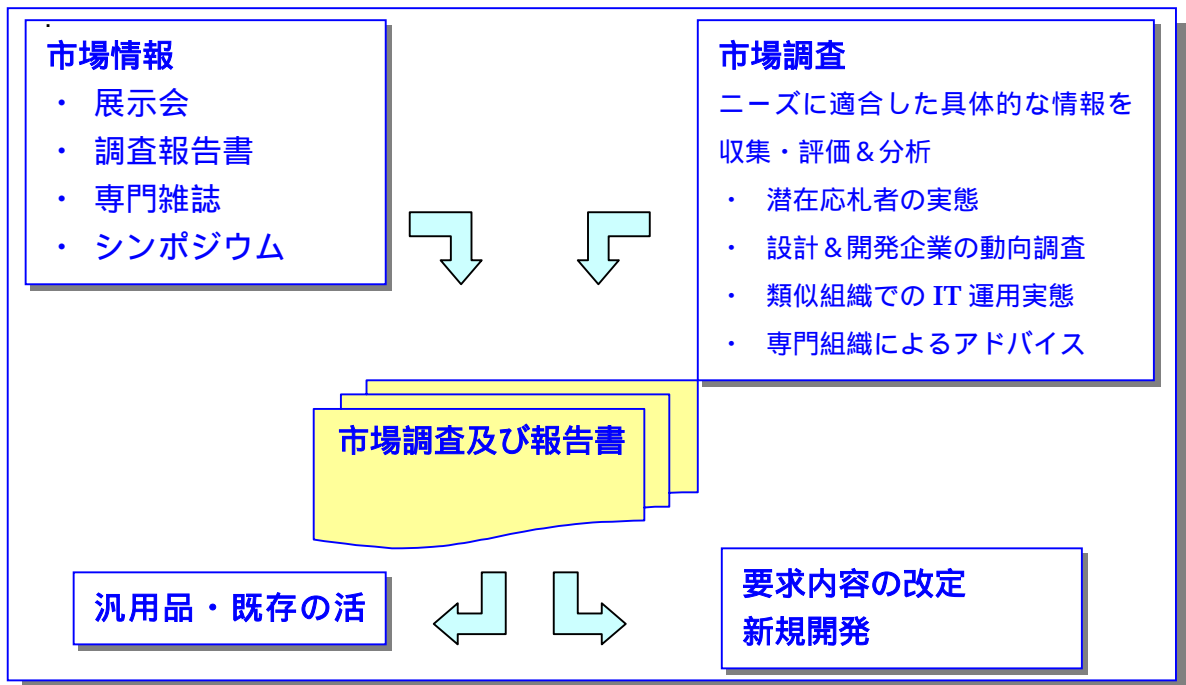 市場情報
・ 展示会
・ 調査報告書
・ 専門雑誌
・ シンポジウム
市場調査
ニーズに適合した具体的な情報を
収集・評価＆分析
・ 潜在応札者の実態
・ 設計＆開発企業の動向調査
・ 類似組織での IT 運用実態
・ 専門組織によるアドバイス
市場調査及び報告書
汎用品・既存の活
要求内容の改定
新規開発